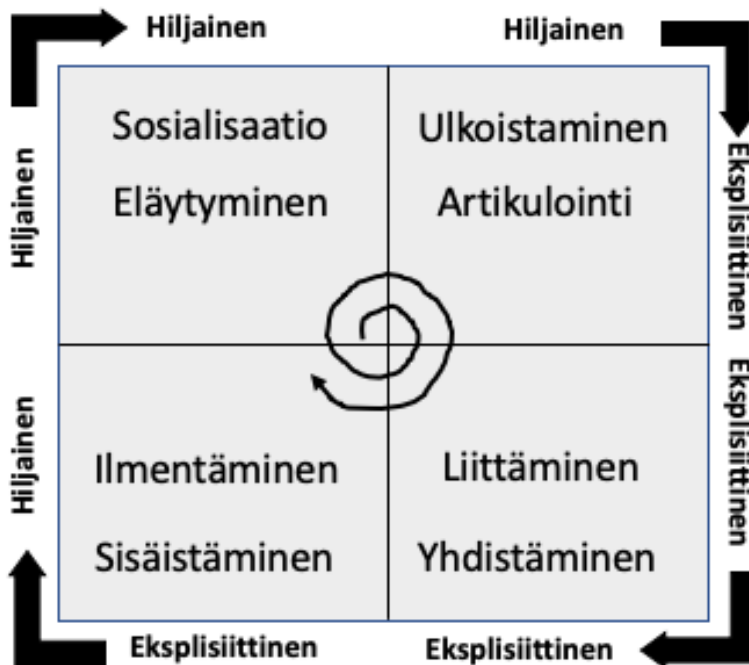 Hiljainen
Hiljainen
Hiljainen
Eksplisiittinen
Sosialisaatio
Eläytyminen
Ulkoistaminen
Artikulointi
Hiljainen
Eksplisiittinen
Ilmentäminen
Sisäistäminen
Liittäminen
Yhdistäminen
Eksplisiittinen
Eksplisiittinen